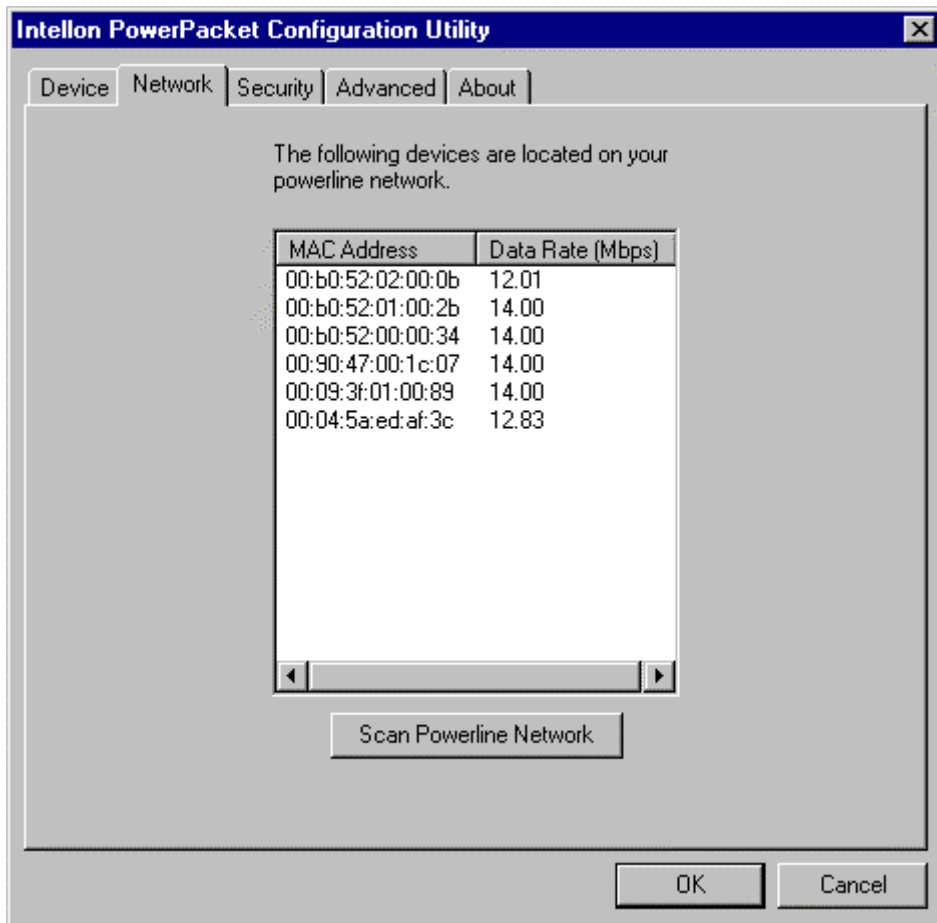 Intellon PowerPacket Configuration Utility
Device Network Security Advanced About
The following devices are located on your
powerline network.
MAC Address Data Rate (Mbps)
00:b0:52:02:00:0b 12.01
00:b0:52:01:00:2b 14.00
00:b0:52:00:00:34 14.00
00:90:47:00:1c:07 14.00
00:09:3f:01:00:89 14.00
00:04:5a:ed:af:3c 12.83
Scan Powerline Network
OK Cancel